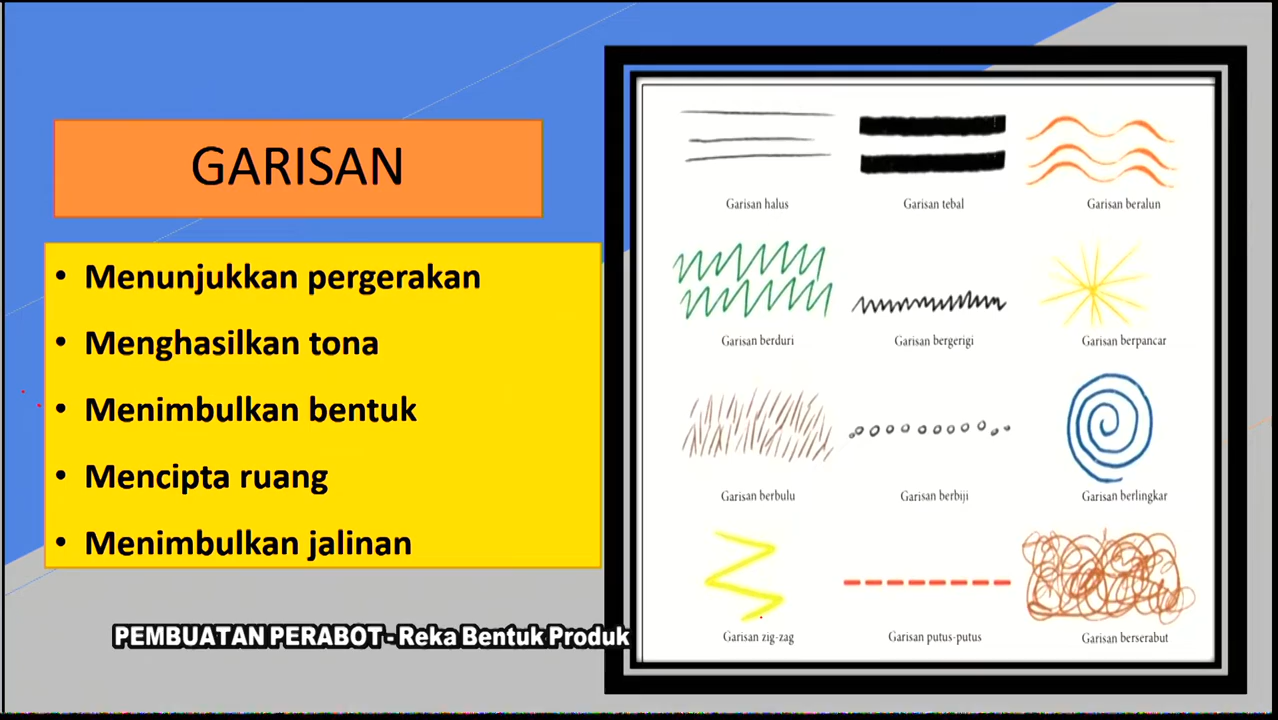 GARISAN
• Menunjukkan pergerakan
• Menghasilkan tona
• Menimbulkan bentuk
• Mencipta ruang
• Menimbulkan jalinan
PEMBUATAN PERABOT - Reka Bentuk Produk
Garisan halus
Garisan tebal
Garisan beralun
Garisan berduri
Garisan bergerigi
Garisan berpancar
Garisan berbulu
Garisan berbiji
Garisan berlingkar
Garisan zig-zag
Garisan putus-putus
Garisan berserabut